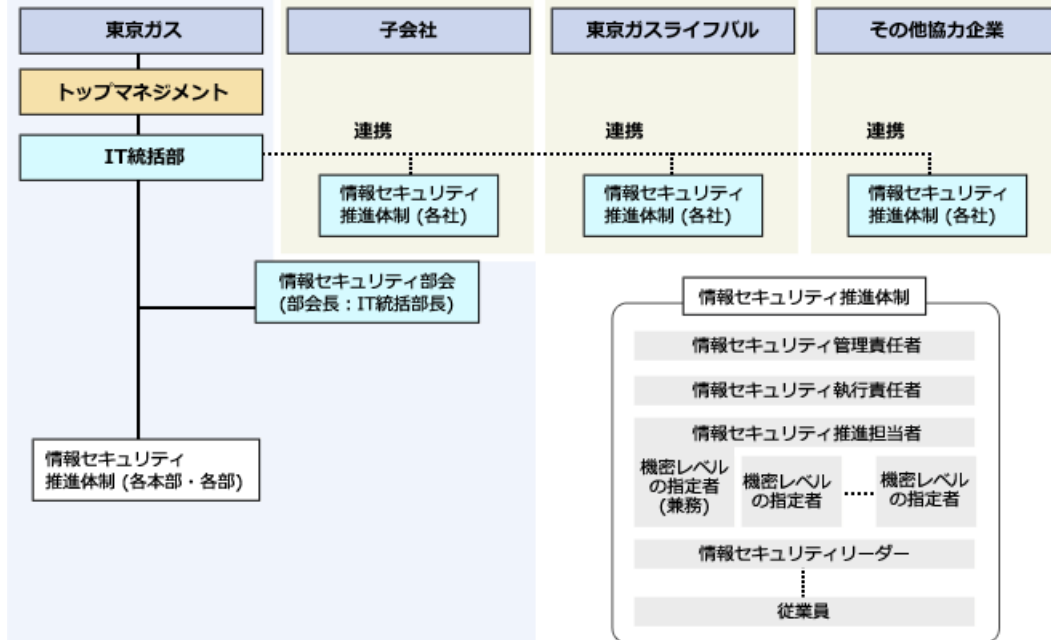 東京ガス
子会社
東京ガスライフバル
その他協力企業
トップマネジメント
IT統括部
連携
連携
連携
情報セキュリティ
推進体制 (各社)
情報セキュリティ
推進体制 (各社)
情報セキュリティ
推進体制 (各社)
情報セキュリティ部会
(部会長：IT統括部長)
情報セキュリティ
推進体制 (各本部・各部)
情報セキュリティ推進体制
情報セキュリティ管理責任者
情報セキュリティ執行責任者
情報セキュリティ推進担当者
機密レベル
の指定者
(兼務)
機密レベル
の指定者
機密レベル
の指定者
情報セキュリティリーダー
従業員